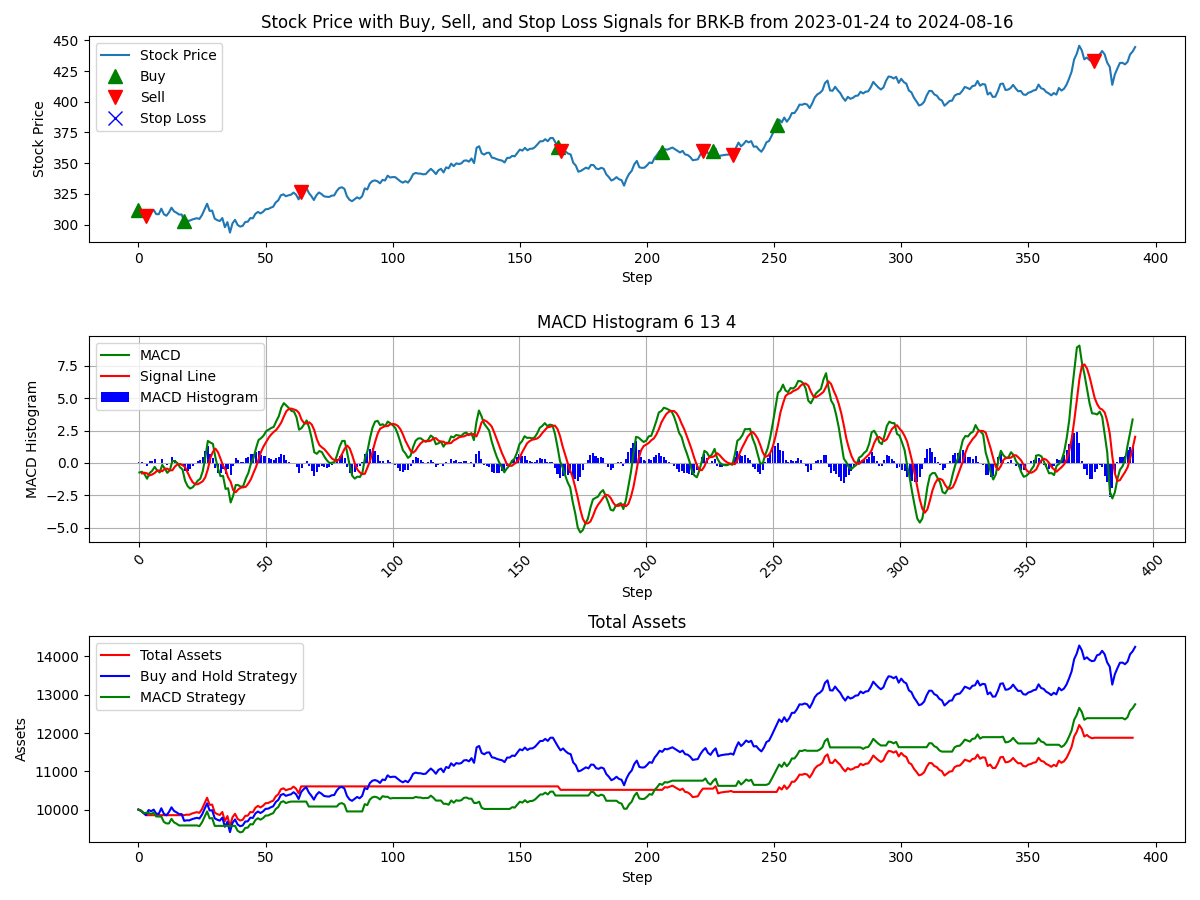 Stock Price with Buy, Sell, and Stop Loss Signals for BRK-B from 2023-01-24 to 2024-08-16
450
425
400
375
350
325
300
Stock Price
Stock Price
Buy
Sell
Stop Loss
0 50 100 150 200 250 300 350 400
Step
MACD Histogram 6 13 4
7.5
5.0
2.5
0.0
−2.5
−5.0
MACD Histogram
MACD
Signal Line
MACD Histogram
0 50 100 150 200 250 300 350 400
Step
Total Assets
14000
13000
12000
11000
10000
Assets
Total Assets
Buy and Hold Strategy
MACD Strategy
0 50 100 150 200 250 300 350 400
Step